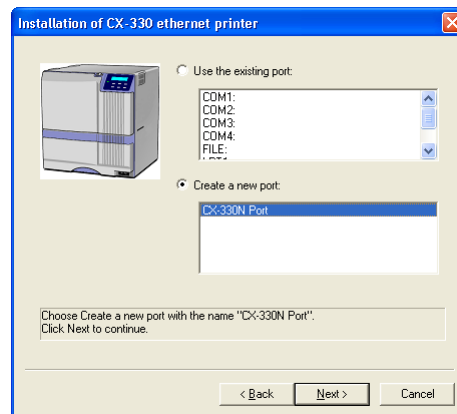 Installation of CX-330 ethernet printer
Use the existing port:
COM1:
COM2:
COM3:
COM4:
FILE:
Create a new port:
CX-330N Port
Choose Create a new port with the name "CX-330N Port".
Click Next to continue.
< Back
Next >
Cancel